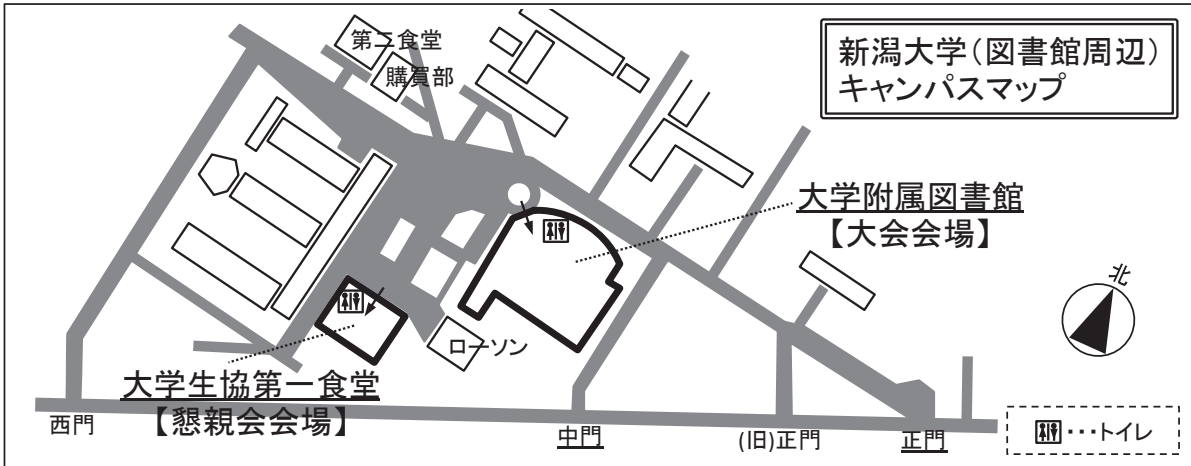 新潟大学(図書館周辺)
キャンパスマップ
第二食堂
購買部
大学附属図書館
【大会会場】
北
ローソン
大学生協第一食堂
【懇親会会場】
西門
中門
(旧)正門
正門
・・・トイレ